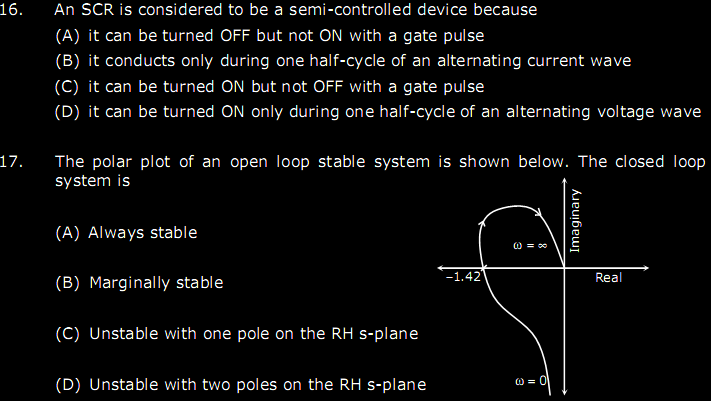 16. An SCR is considered to be a semi-controlled device because
(A) it can be turned OFF but not ON with a gate pulse
(B) it conducts only during one half-cycle of an alternating current wave
(C) it can be turned ON but not OFF with a gate pulse
(D) it can be turned ON only during one half-cycle of an alternating voltage wave
17. The polar plot of an open loop stable system is shown below. The closed loop
system is
(A) Always stable
(B) Marginally stable
(C) Unstable with one pole on the RH s-plane
(D) Unstable with two poles on the RH s-plane
Imaginary
ω = ∞
−1.42
Real
ω = 0